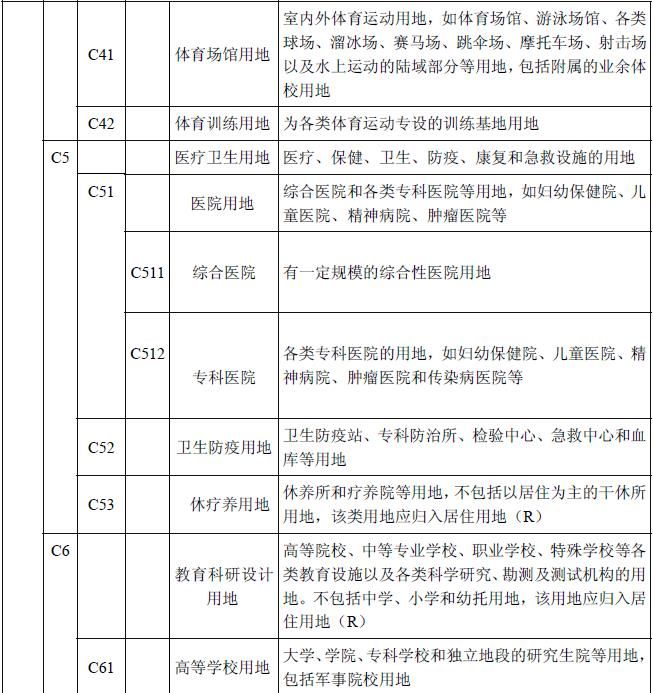 C41 体育场馆用地 室内外体育运动用地，如体育场馆、游泳场馆、各类
球场、溜冰场、赛马场、跳伞场、摩托车场、射击场
以及水上运动的陆域部分等用地，包括附属的业余体
校用地
C42 体育训练用地 为各类体育运动专设的训练基地用地
C5 医疗卫生用地 医疗、保健、卫生、防疫、康复和急救设施的用地
C51 医院用地 综合医院和各类专科医院等用地，如妇幼保健院、儿
童医院、精神病院、肿瘤医院等
C511 综合医院 有一定规模的综合性医院用地
C512 专科医院 各类专科医院的用地，如妇幼保健院、儿童医院、精
神病院、肿瘤医院和传染病医院等
C52 卫生防疫用地 卫生防疫站、专科防治所、检验中心、急救中心和血
库等用地
C53 休疗养用地 休养所和疗养院等用地，不包括以居住为主的干休所
用地，该类用地应归入居住用地（R）
C6 教育科研设计
用地 高等院校、中等专业学校、职业学校、特殊学校等各
类教育设施以及各类科学研究、勘测及测试机构的用
地。不包括中学、小学和幼托用地，该用地应归入居
住用地（R）
C61 高等学校用地 大学、学院、专科学校和独立地段的研究生院等用地，
包括军事院校用地